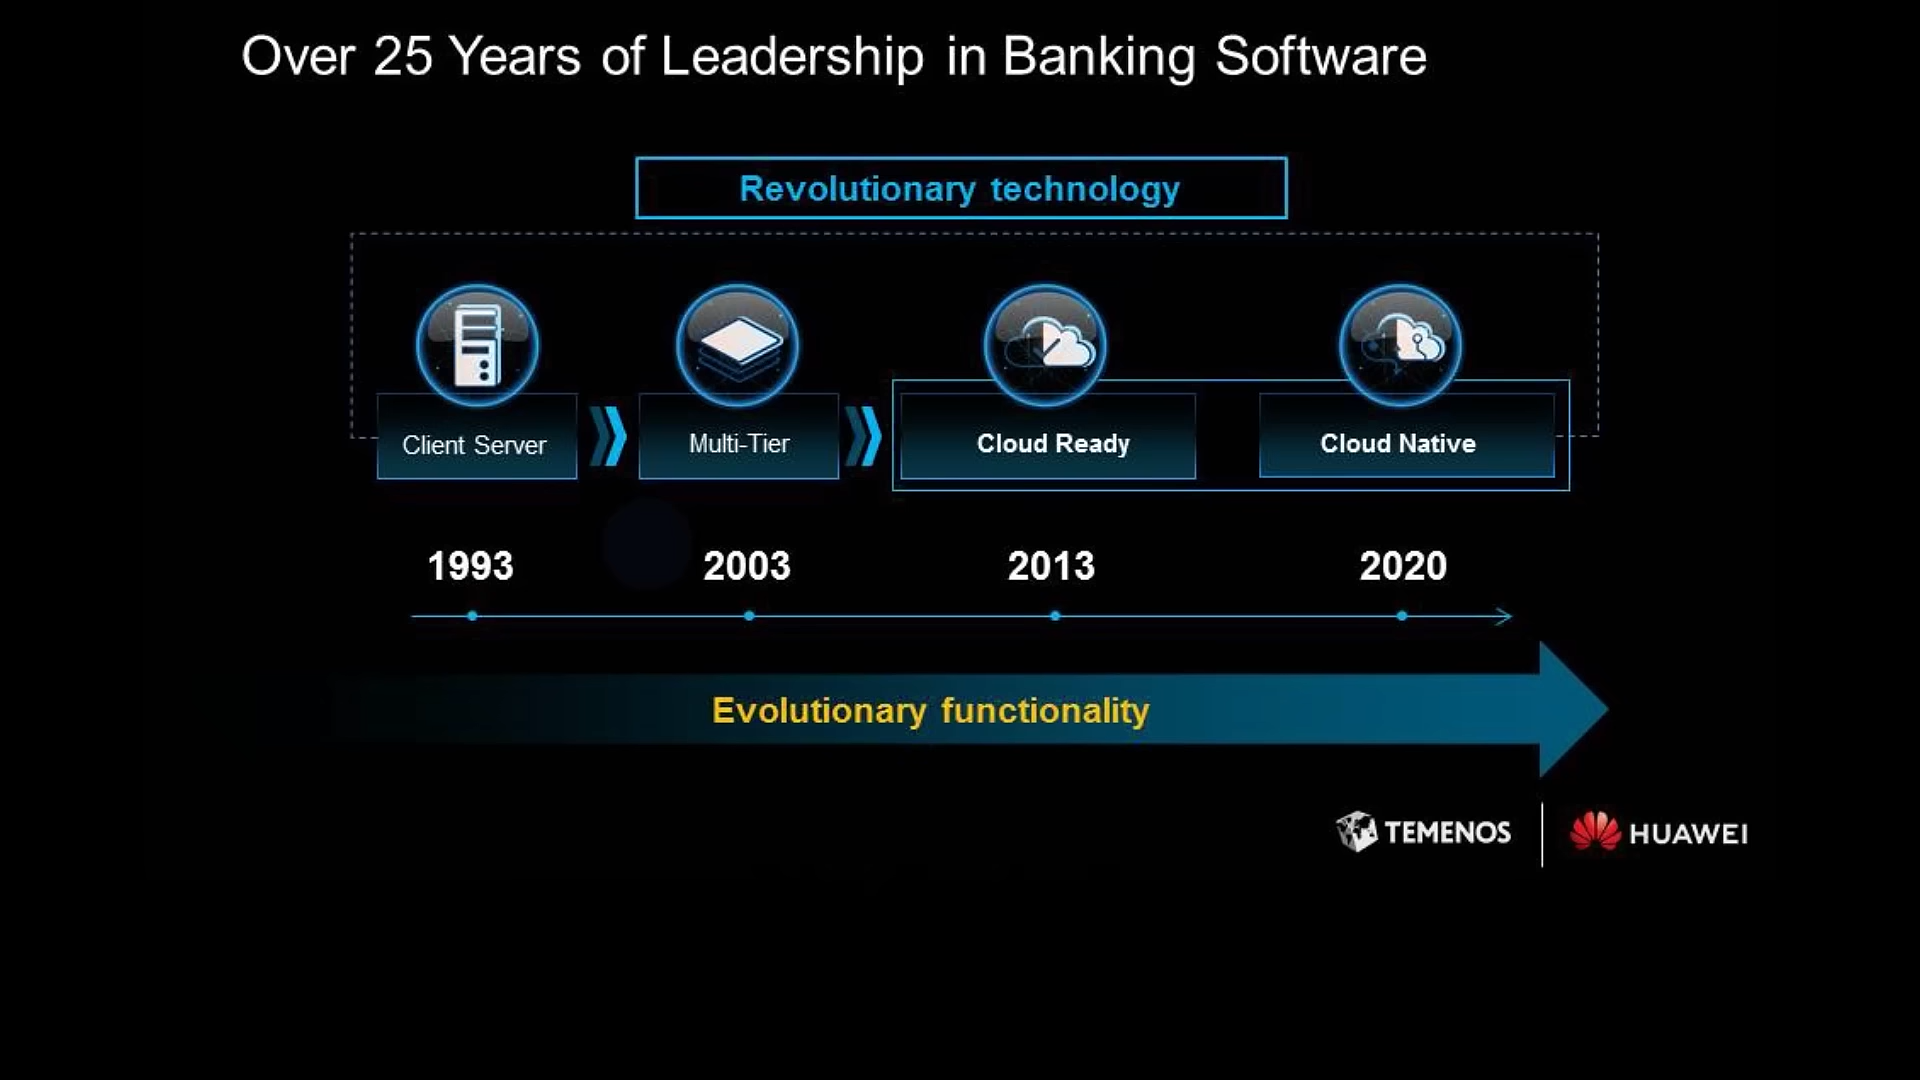 Over 25 Years of Leadership in Banking Software
Revolutionary technology
Client Server
Multi-Tier
Cloud Ready
Cloud Native
1993
2003
2013
2020
Evolutionary functionality
TEMENOS
HUAWEI